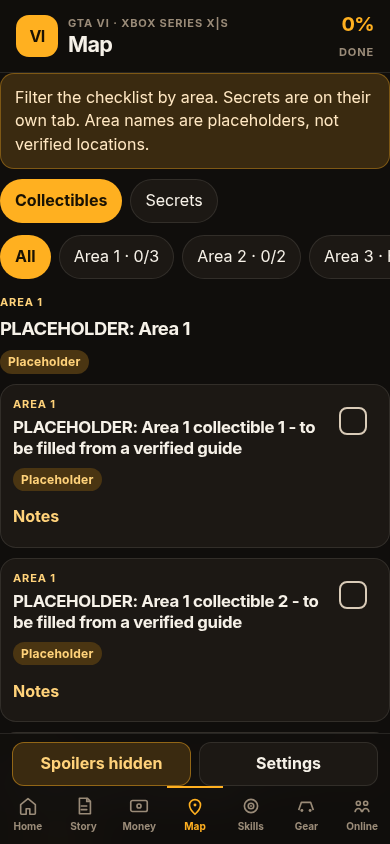 VI
GTA VI · XBOX SERIES X|S
Map
0%
DONE
Filter the checklist by area. Secrets are on their
own tab. Area names are placeholders, not
verified locations.
Collectibles
Secrets
All
Area 1 · 0/3
Area 2 · 0/2
Area 3 ·
AREA 1
PLACEHOLDER: Area 1
Placeholder
AREA 1
PLACEHOLDER: Area 1 collectible 1 - to
be filled from a verified guide
Placeholder
Notes
AREA 1
PLACEHOLDER: Area 1 collectible 2 - to
be filled from a verified guide
Placeholder
Notes
Spoilers hidden
Settings
Home
Story
Money
Map
Skills
Gear
Online